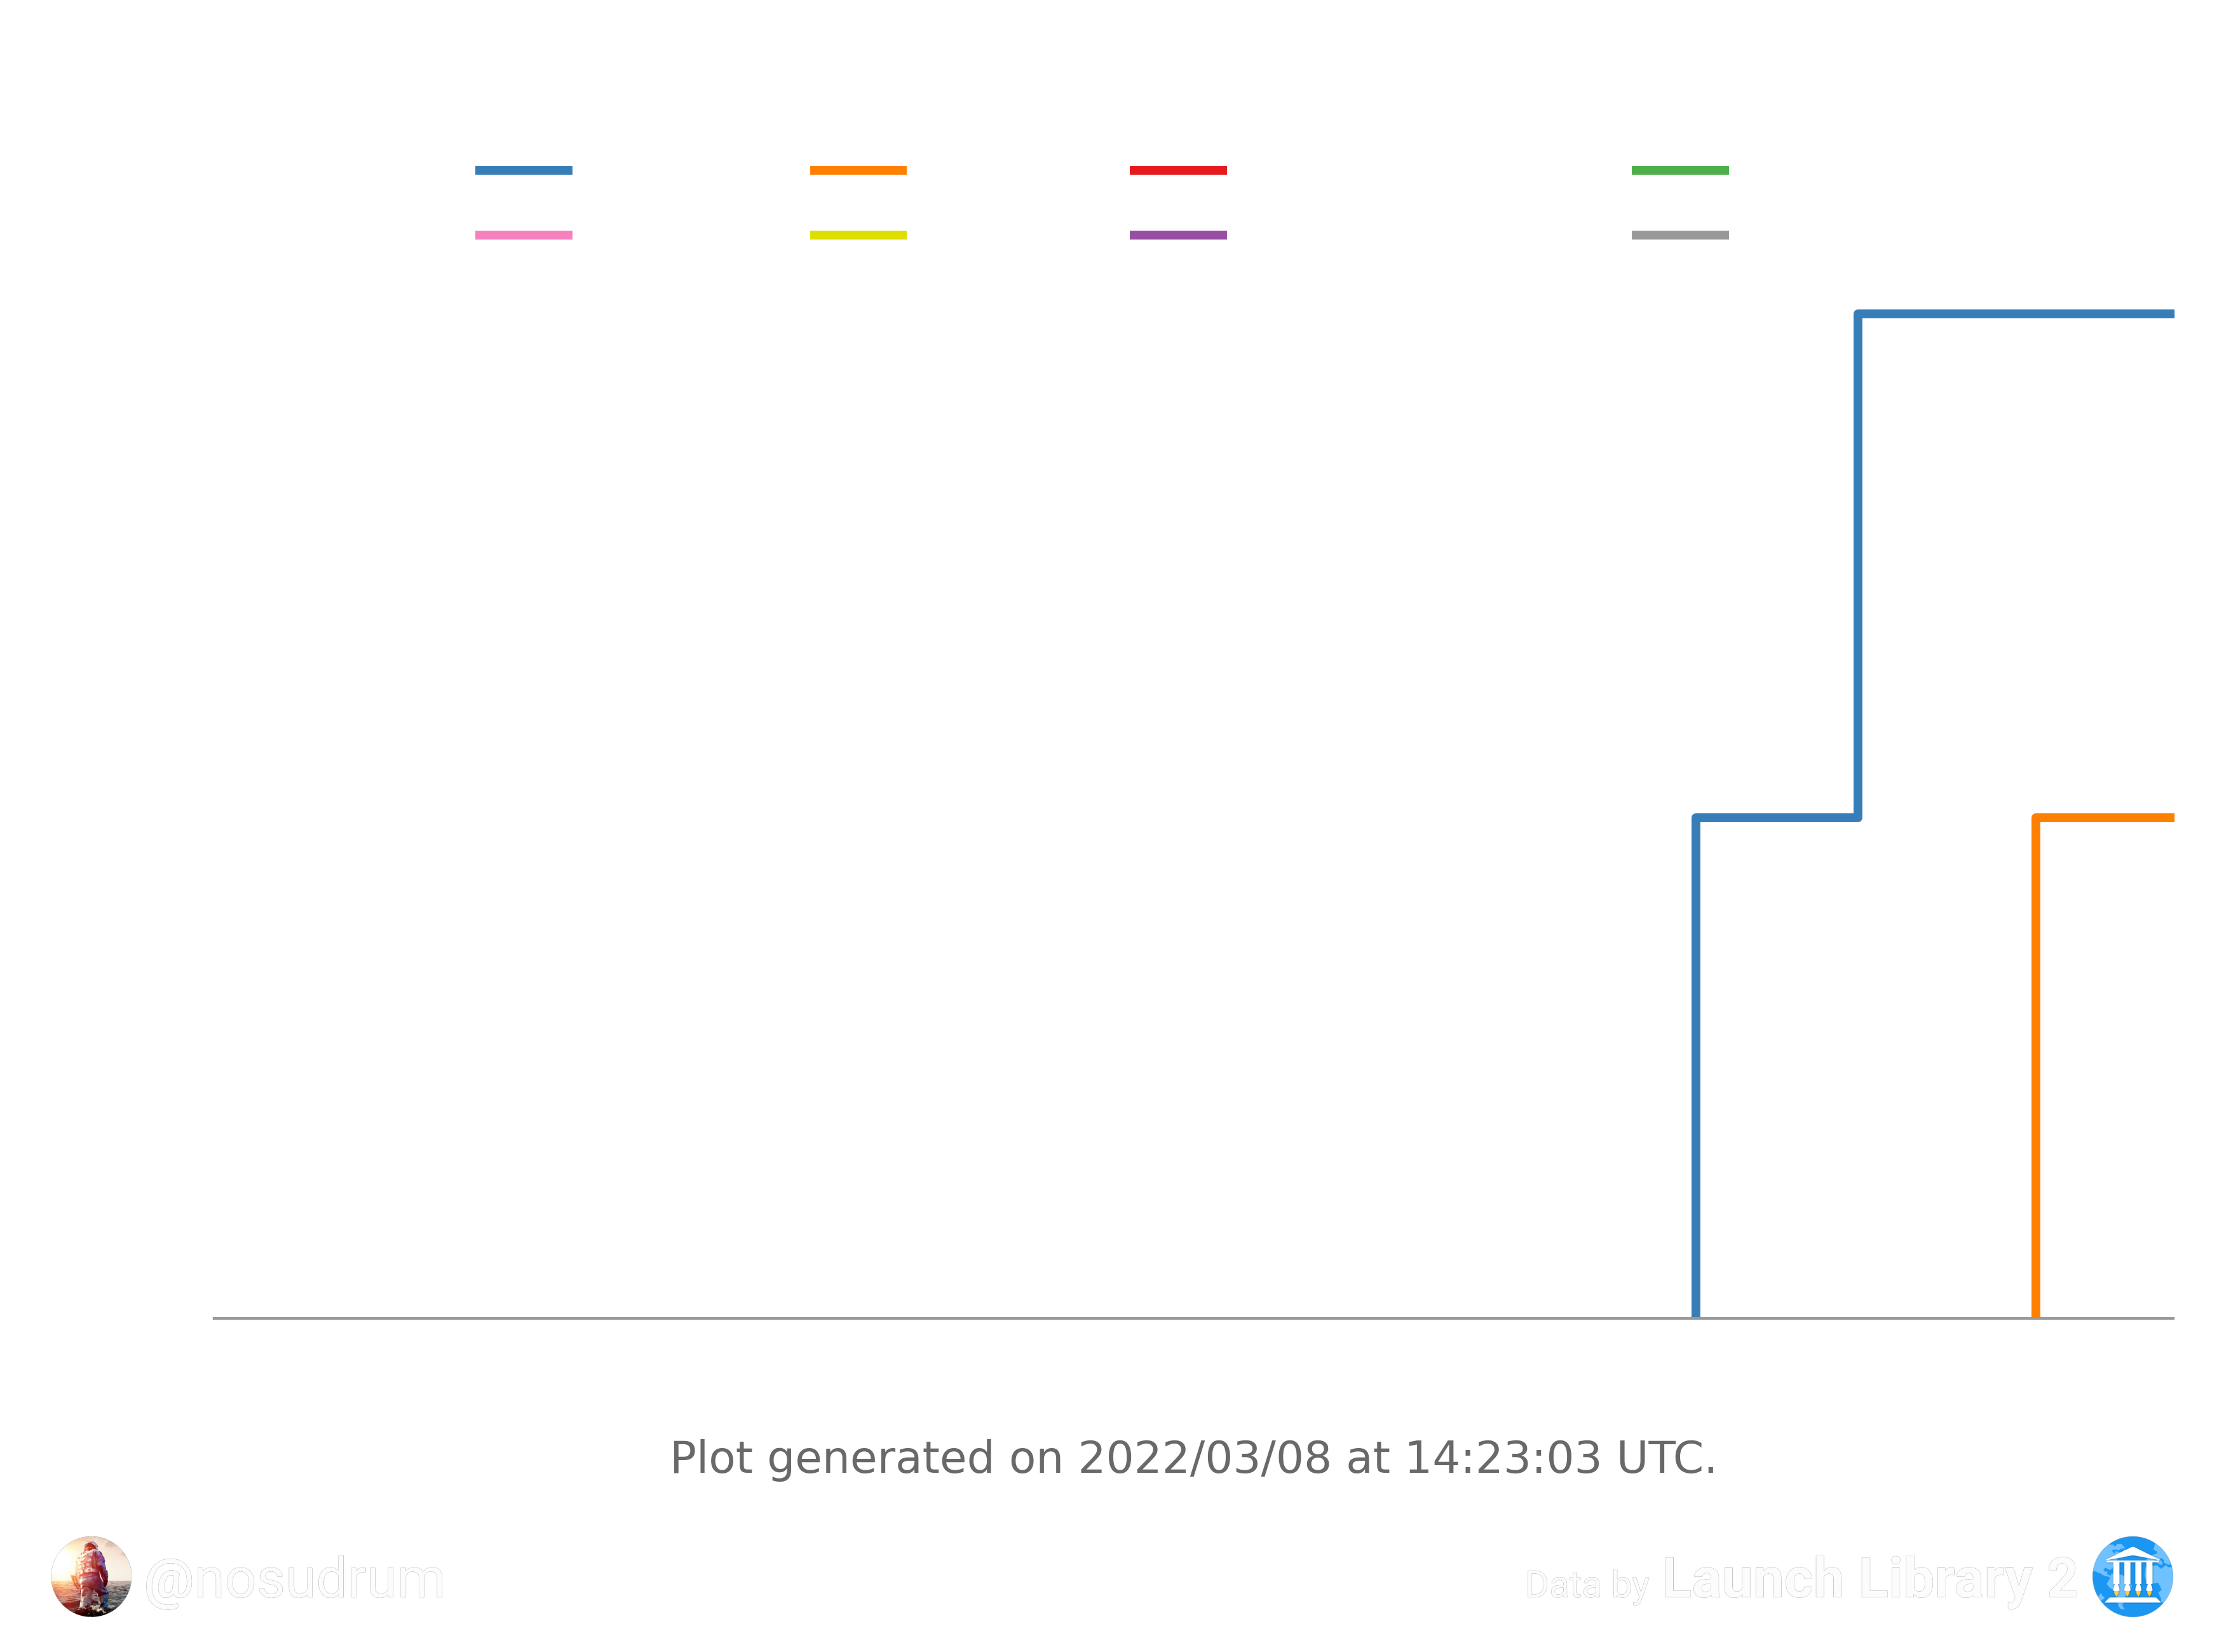 Plot generated on 2022/03/08 at 14:23:03 UTC.
@nosudrum
Data by Launch Library 2